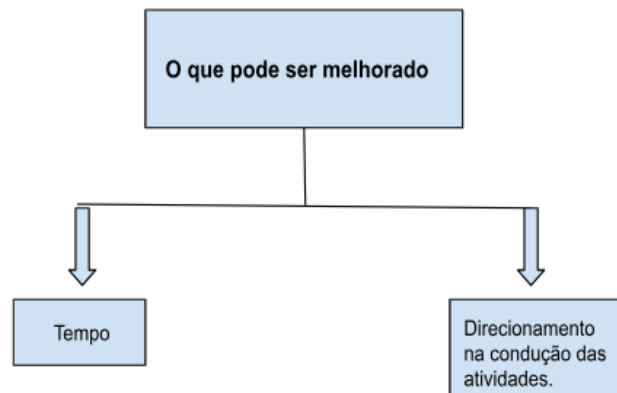 O que pode ser melhorado
Tempo
Direcionamento
na condução das
atividades.